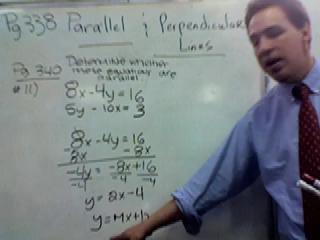 Pg 338 Parallel & Perpendicular
Lines
Pg 340 Determine whether
these equations are
parallel.
#11) 8x-4y=16
5y-10x=3
8x-4y=16
-8x -8x
-4y = -8x+16
-4 -4 -4
y = 2x-4
y=mx+b